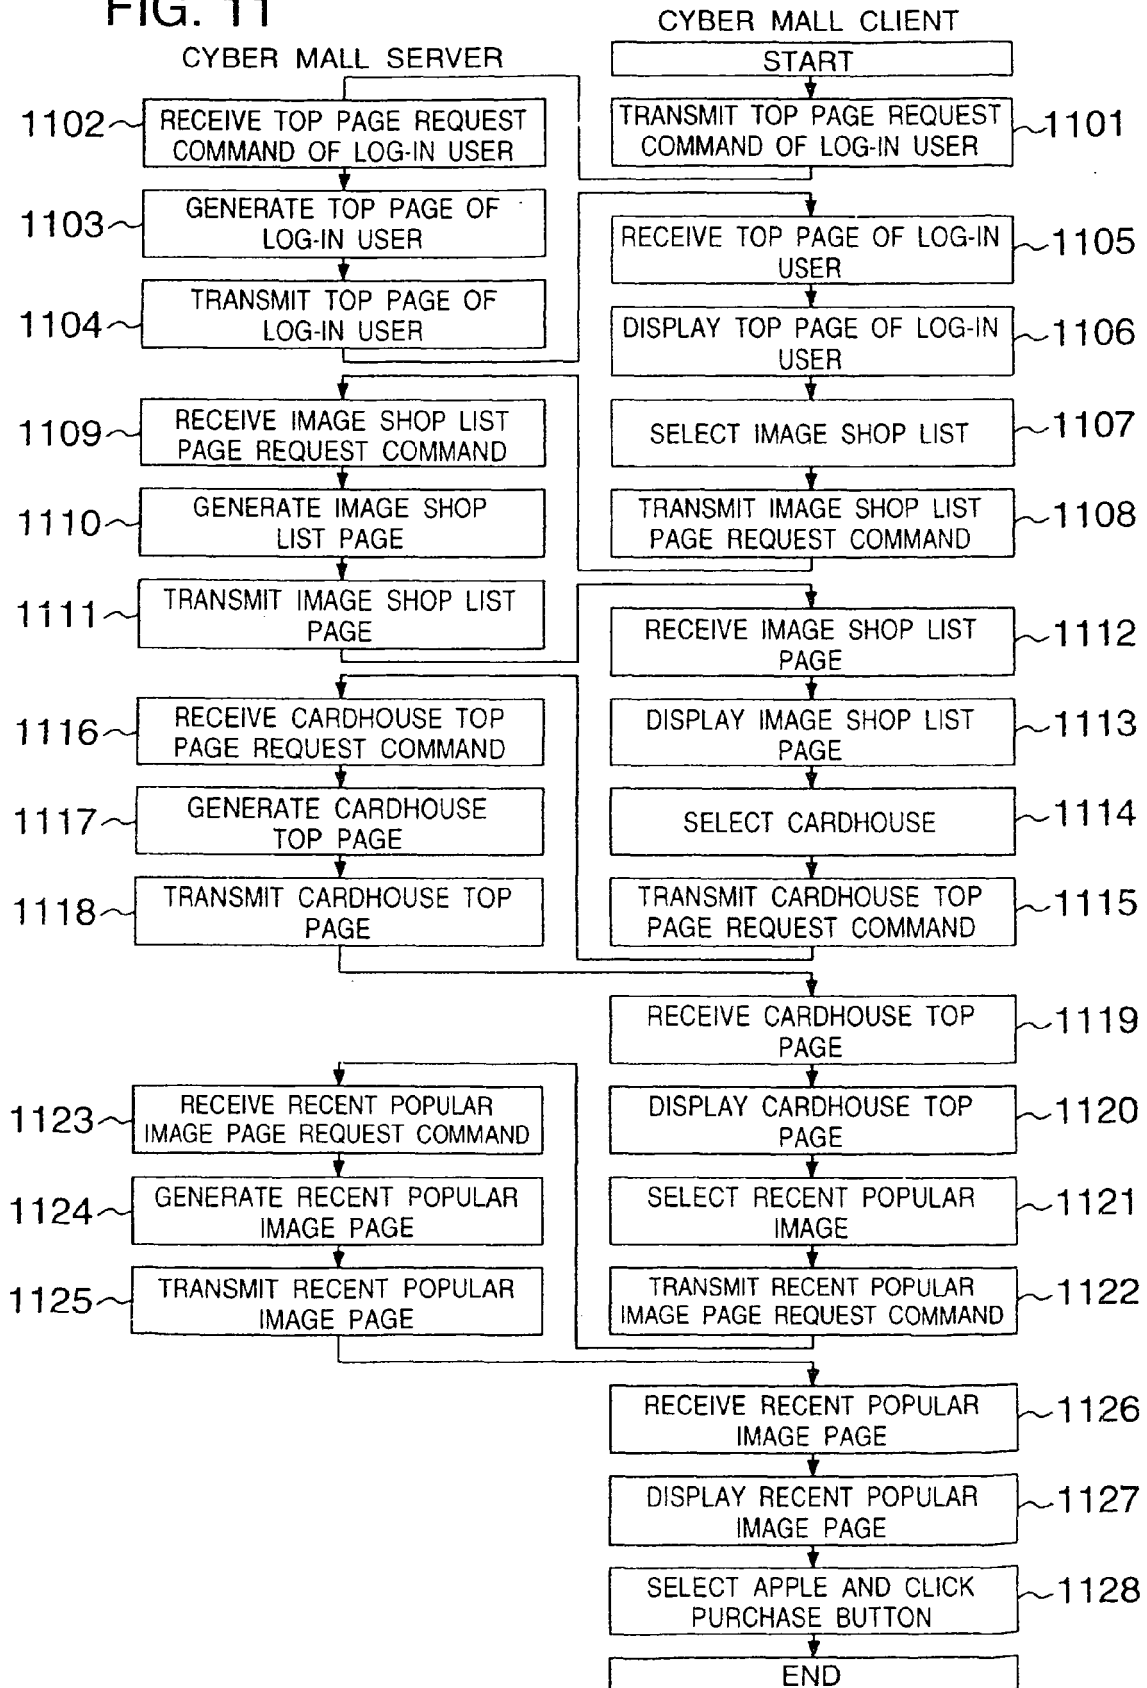 FIG. 11
CYBER MALL SERVER
CYBER MALL CLIENT
START
TRANSMIT TOP PAGE REQUEST
COMMAND OF LOG-IN USER
1101
1102
RECEIVE TOP PAGE REQUEST
COMMAND OF LOG-IN USER
1103
GENERATE TOP PAGE OF
LOG-IN USER
1104
TRANSMIT TOP PAGE OF
LOG-IN USER
RECEIVE TOP PAGE OF LOG-IN
USER
1105
DISPLAY TOP PAGE OF LOG-IN
USER
1106
SELECT IMAGE SHOP LIST
1107
TRANSMIT IMAGE SHOP LIST
PAGE REQUEST COMMAND
1108
1109
RECEIVE IMAGE SHOP LIST
PAGE REQUEST COMMAND
1110
GENERATE IMAGE SHOP
LIST PAGE
1111
TRANSMIT IMAGE SHOP LIST
PAGE
RECEIVE IMAGE SHOP LIST
PAGE
1112
DISPLAY IMAGE SHOP LIST
PAGE
1113
SELECT CARDHOUSE
1114
TRANSMIT CARDHOUSE TOP
PAGE REQUEST COMMAND
1115
1116
RECEIVE CARDHOUSE TOP
PAGE REQUEST COMMAND
1117
GENERATE CARDHOUSE
TOP PAGE
1118
TRANSMIT CARDHOUSE TOP
PAGE
RECEIVE CARDHOUSE TOP
PAGE
1119
DISPLAY CARDHOUSE TOP
PAGE
1120
SELECT RECENT POPULAR
IMAGE
1121
TRANSMIT RECENT POPULAR
IMAGE PAGE REQUEST COMMAND
1122
1123
RECEIVE RECENT POPULAR
IMAGE PAGE REQUEST COMMAND
1124
GENERATE RECENT POPULAR
IMAGE PAGE
1125
TRANSMIT RECENT POPULAR
IMAGE PAGE
RECEIVE RECENT POPULAR
IMAGE PAGE
1126
DISPLAY RECENT POPULAR
IMAGE PAGE
1127
SELECT APPLE AND CLICK
PURCHASE BUTTON
1128
END